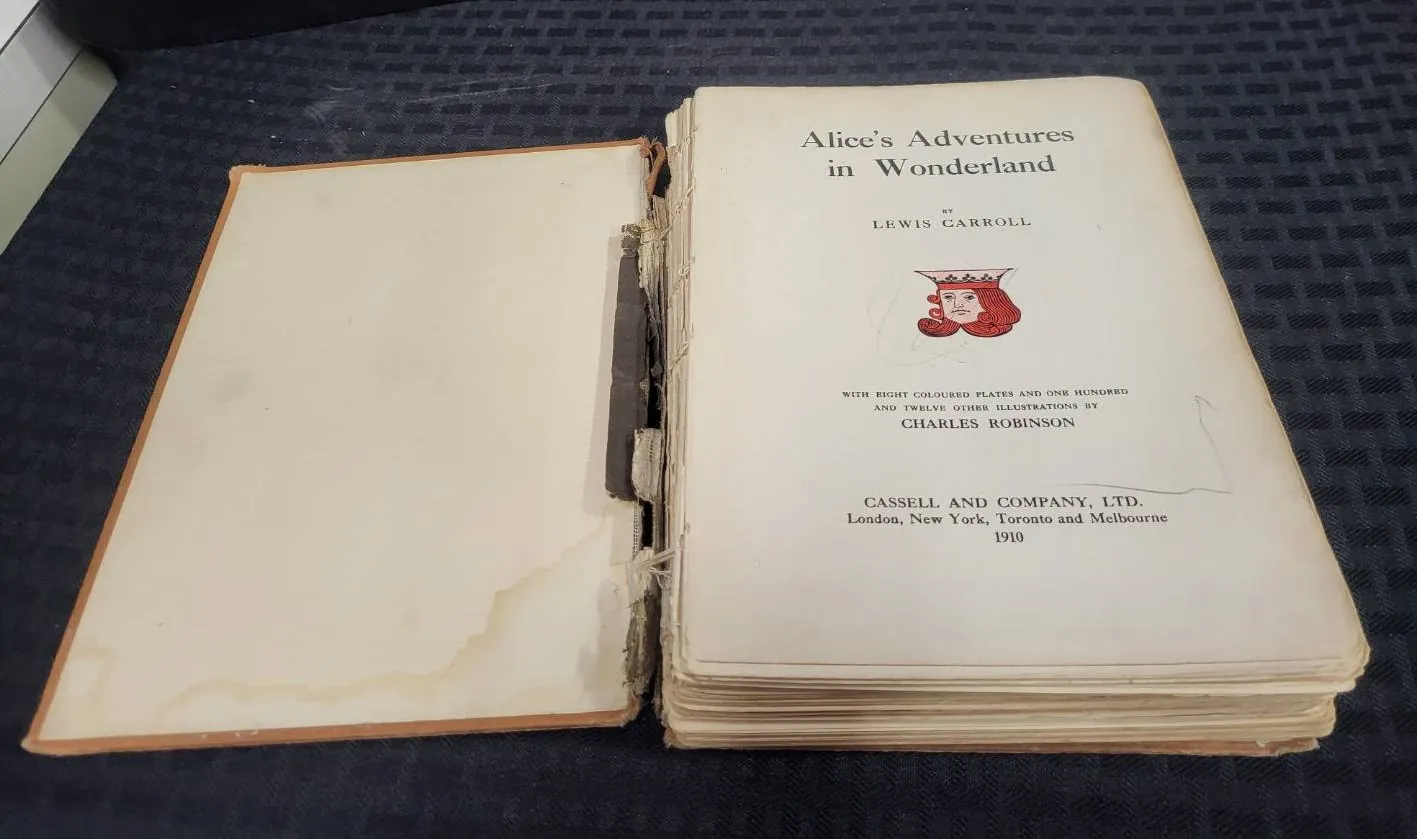 Alice's Adventures
in Wonderland
BY
LEWIS CARROLL
WITH EIGHT COLOURED PLATES AND ONE HUNDRED
AND TWELVE OTHER ILLUSTRATIONS BY
CHARLES ROBINSON
CASSELL AND COMPANY, LTD.
London, New York, Toronto and Melbourne
1910